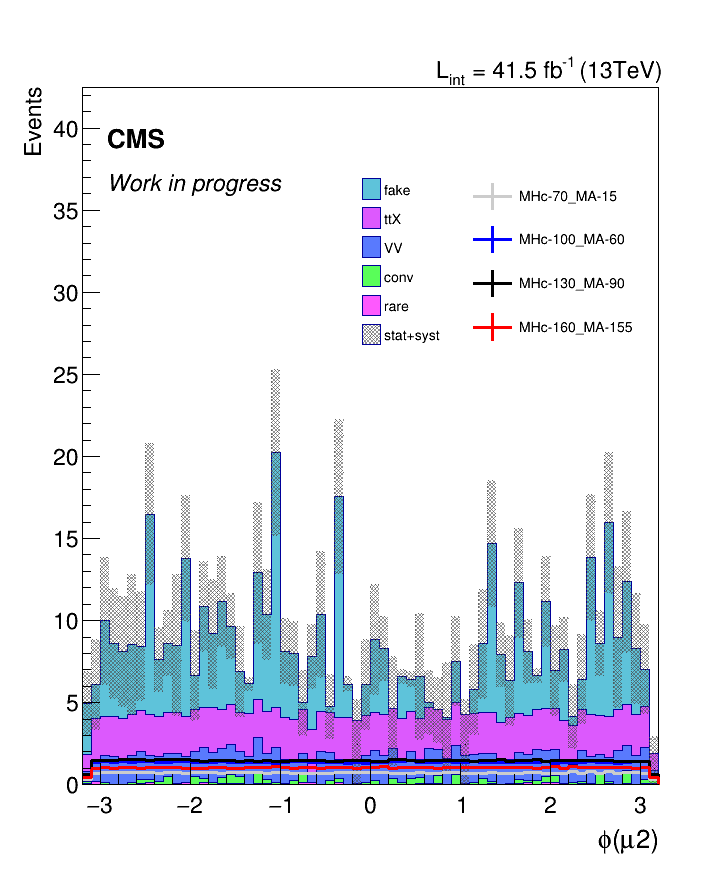 L_int = 41.5 fb^-1 (13TeV)
Events
CMS
Work in progress
fake
ttX
VV
conv
rare
stat+syst
MHc-70_MA-15
MHc-100_MA-60
MHc-130_MA-90
MHc-160_MA-155
40
35
30
25
20
15
10
5
0
−3 −2 −1 0 1 2 3
ϕ(μ2)